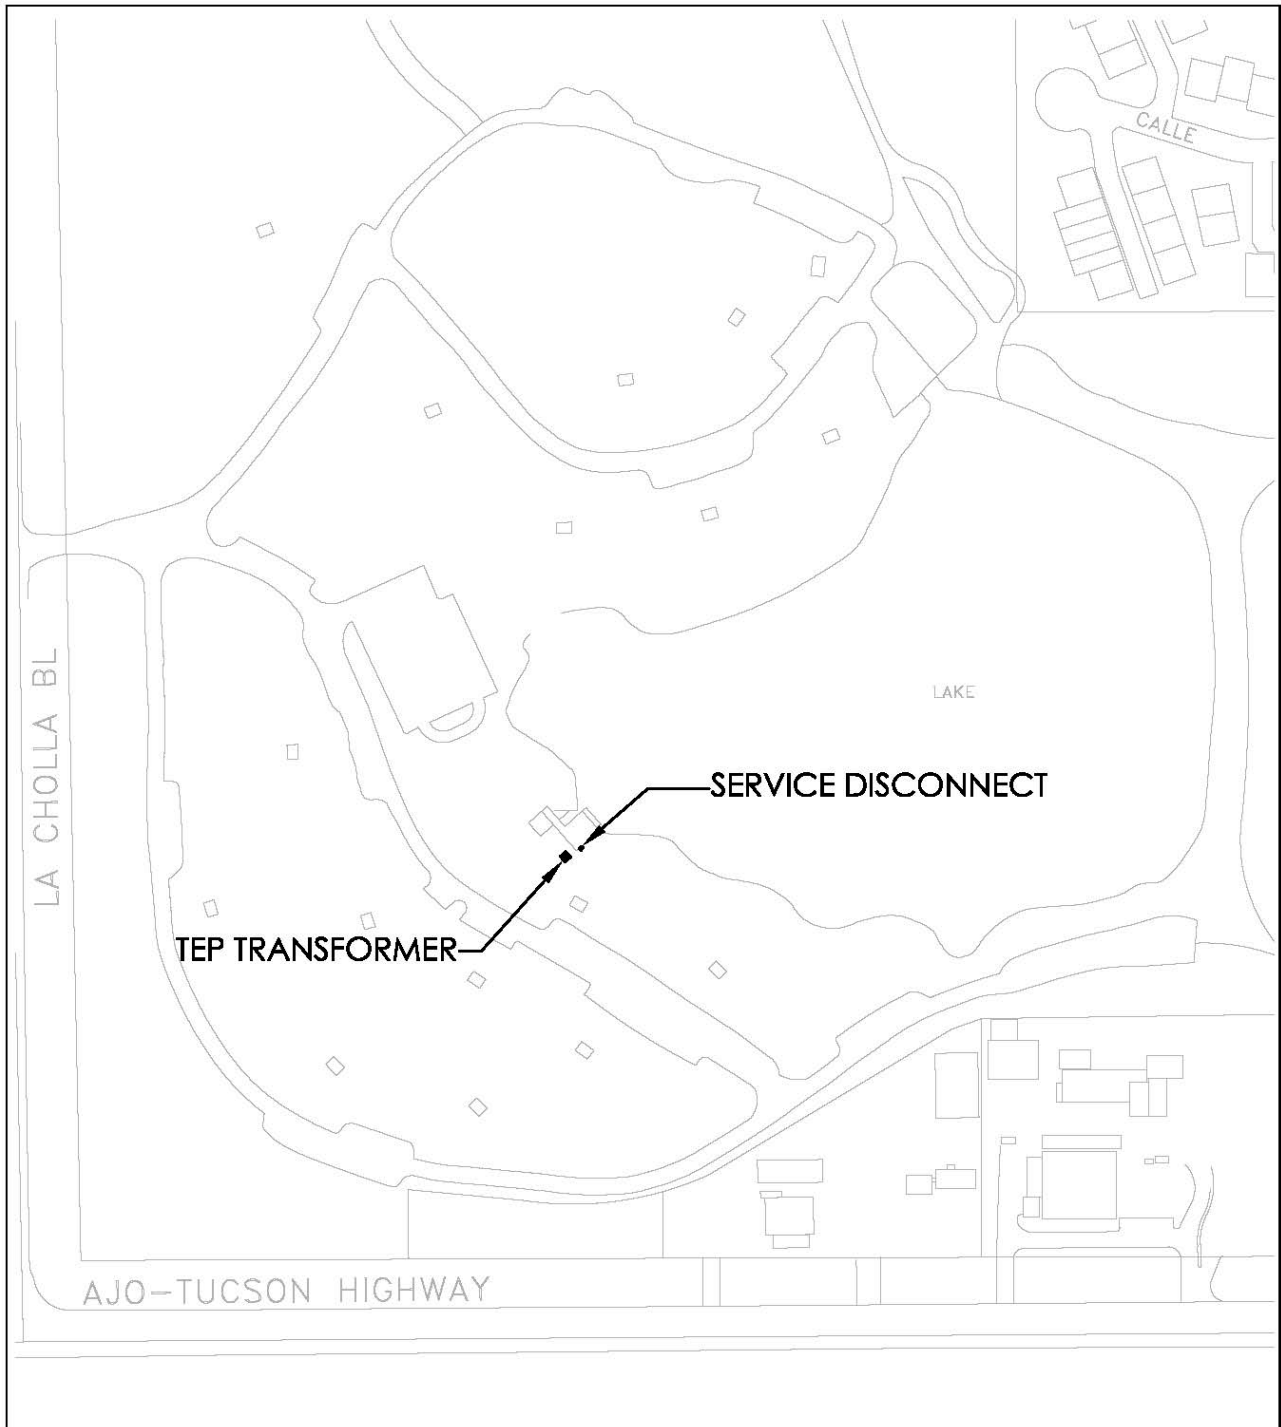 CALLE
LA CHOLLA BL
LAKE
SERVICE DISCONNECT
TEP TRANSFORMER
AJO-TUCSON HIGHWAY